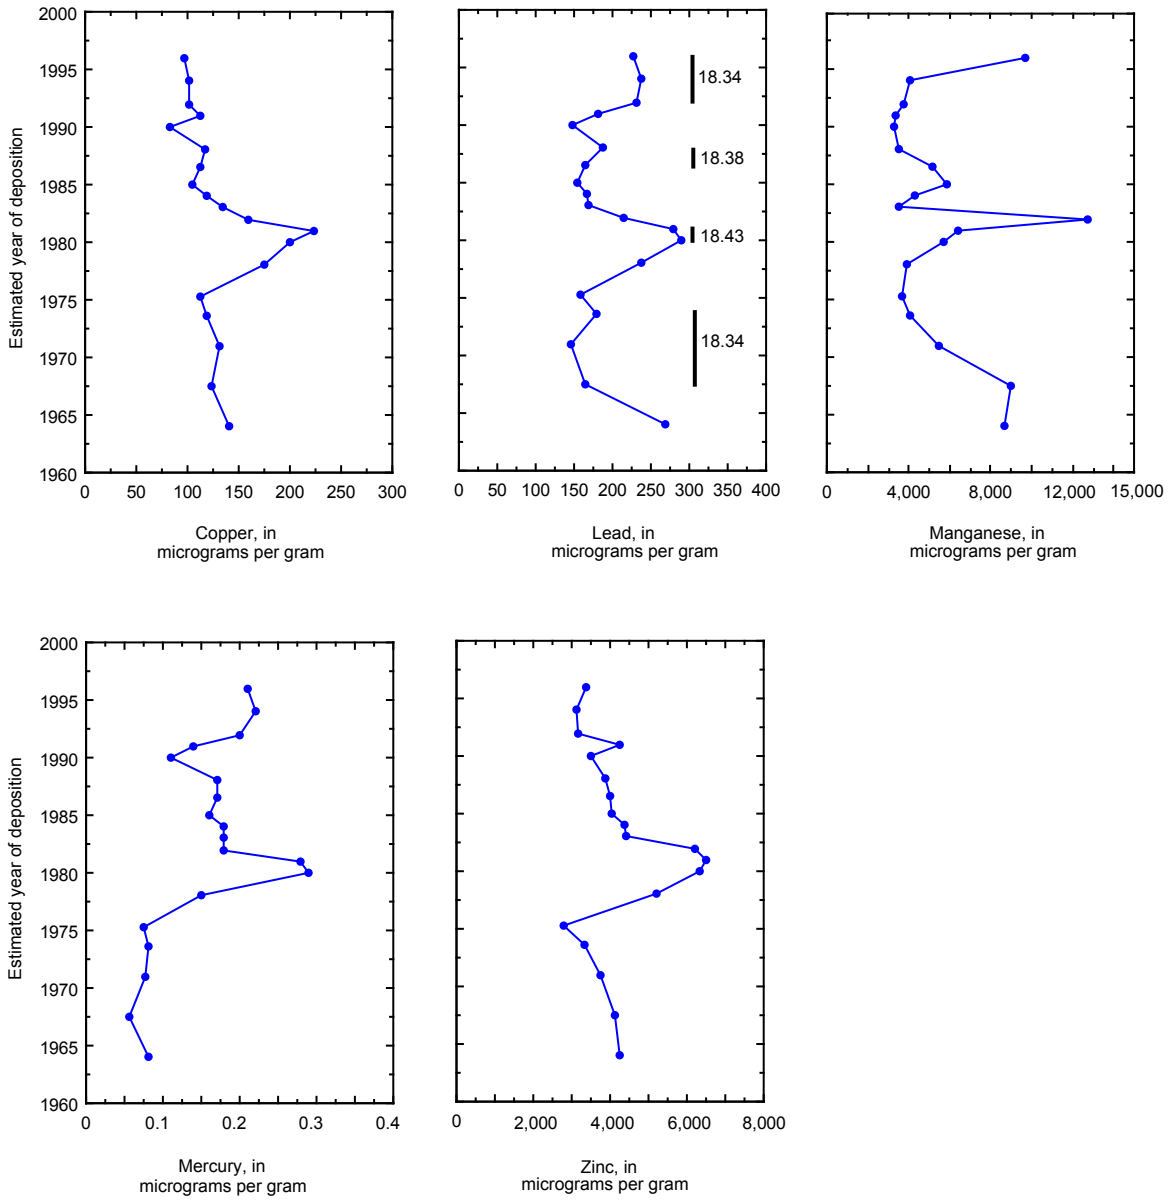 2000
1995
1990
1985
1980
1975
1970
1965
1960
Estimated year of deposition
0 50 100 150 200 250 300
Copper, in
micrograms per gram
18.34
18.38
18.43
18.34
0 50 100 150 200 250 300 350 400
Lead, in
micrograms per gram
0 4,000 8,000 12,000 15,000
Manganese, in
micrograms per gram
2000
1995
1990
1985
1980
1975
1970
1965
1960
Estimated year of deposition
0 0.2 0.3 0.4
Mercury, in
micrograms per gram
0 2,000 4,000 6,000 8,000
Zinc, in
micrograms per gram